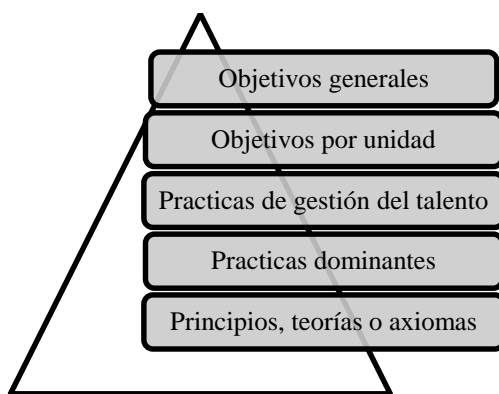 Objetivos generales
Objetivos por unidad
Practicas de gestión del talento
Practicas dominantes
Principios, teorías o axiomas